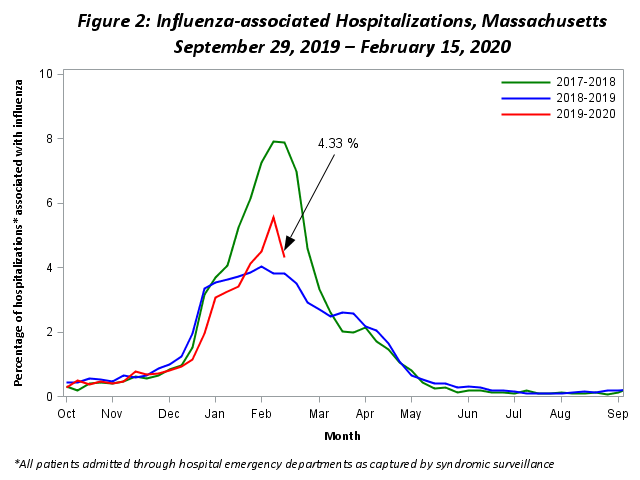 Figure 2: Influenza-associated Hospitalizations, Massachusetts
September 29, 2019 – February 15, 2020
Percentage of hospitalizations* associated with influenza
10
8
6
4
2
0
2017-2018
2018-2019
2019-2020
4.33 %
Oct Nov Dec Jan Feb Mar Apr May Jun Jul Aug Sep
Month
*All patients admitted through hospital emergency departments as captured by syndromic surveillance